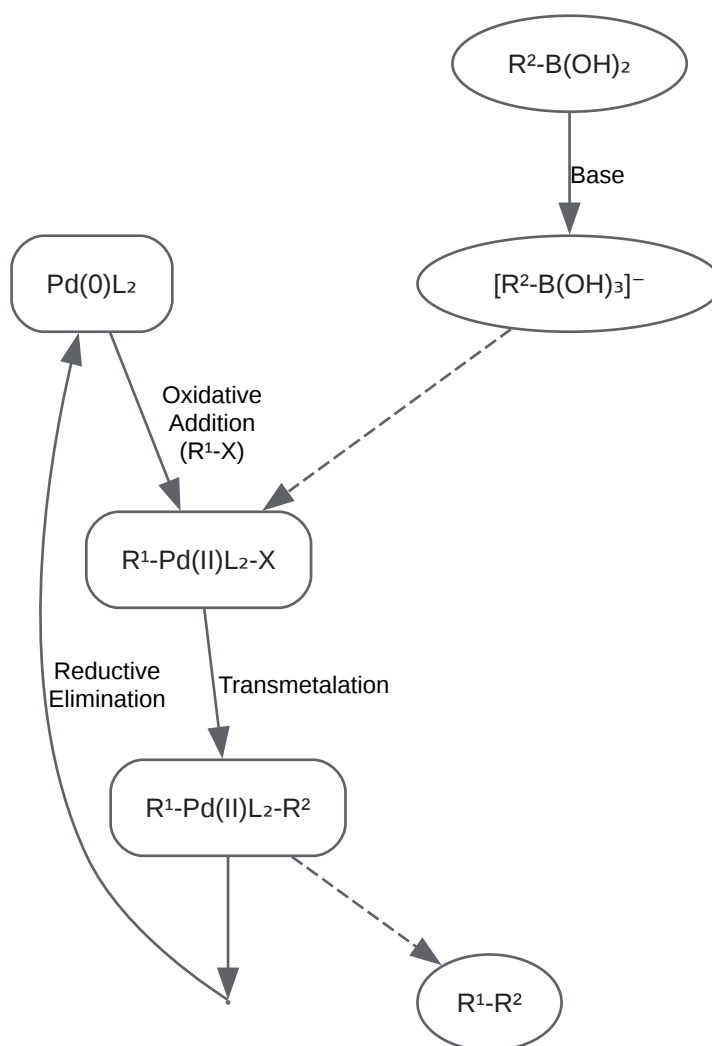 R²-B(OH)₂
Base
Pd(0)L₂
[R²-B(OH)₃]⁻
Oxidative
Addition
(R¹-X)
R¹-Pd(II)L₂-X
Reductive
Elimination
Transmetalation
R¹-Pd(II)L₂-R²
R¹-R²